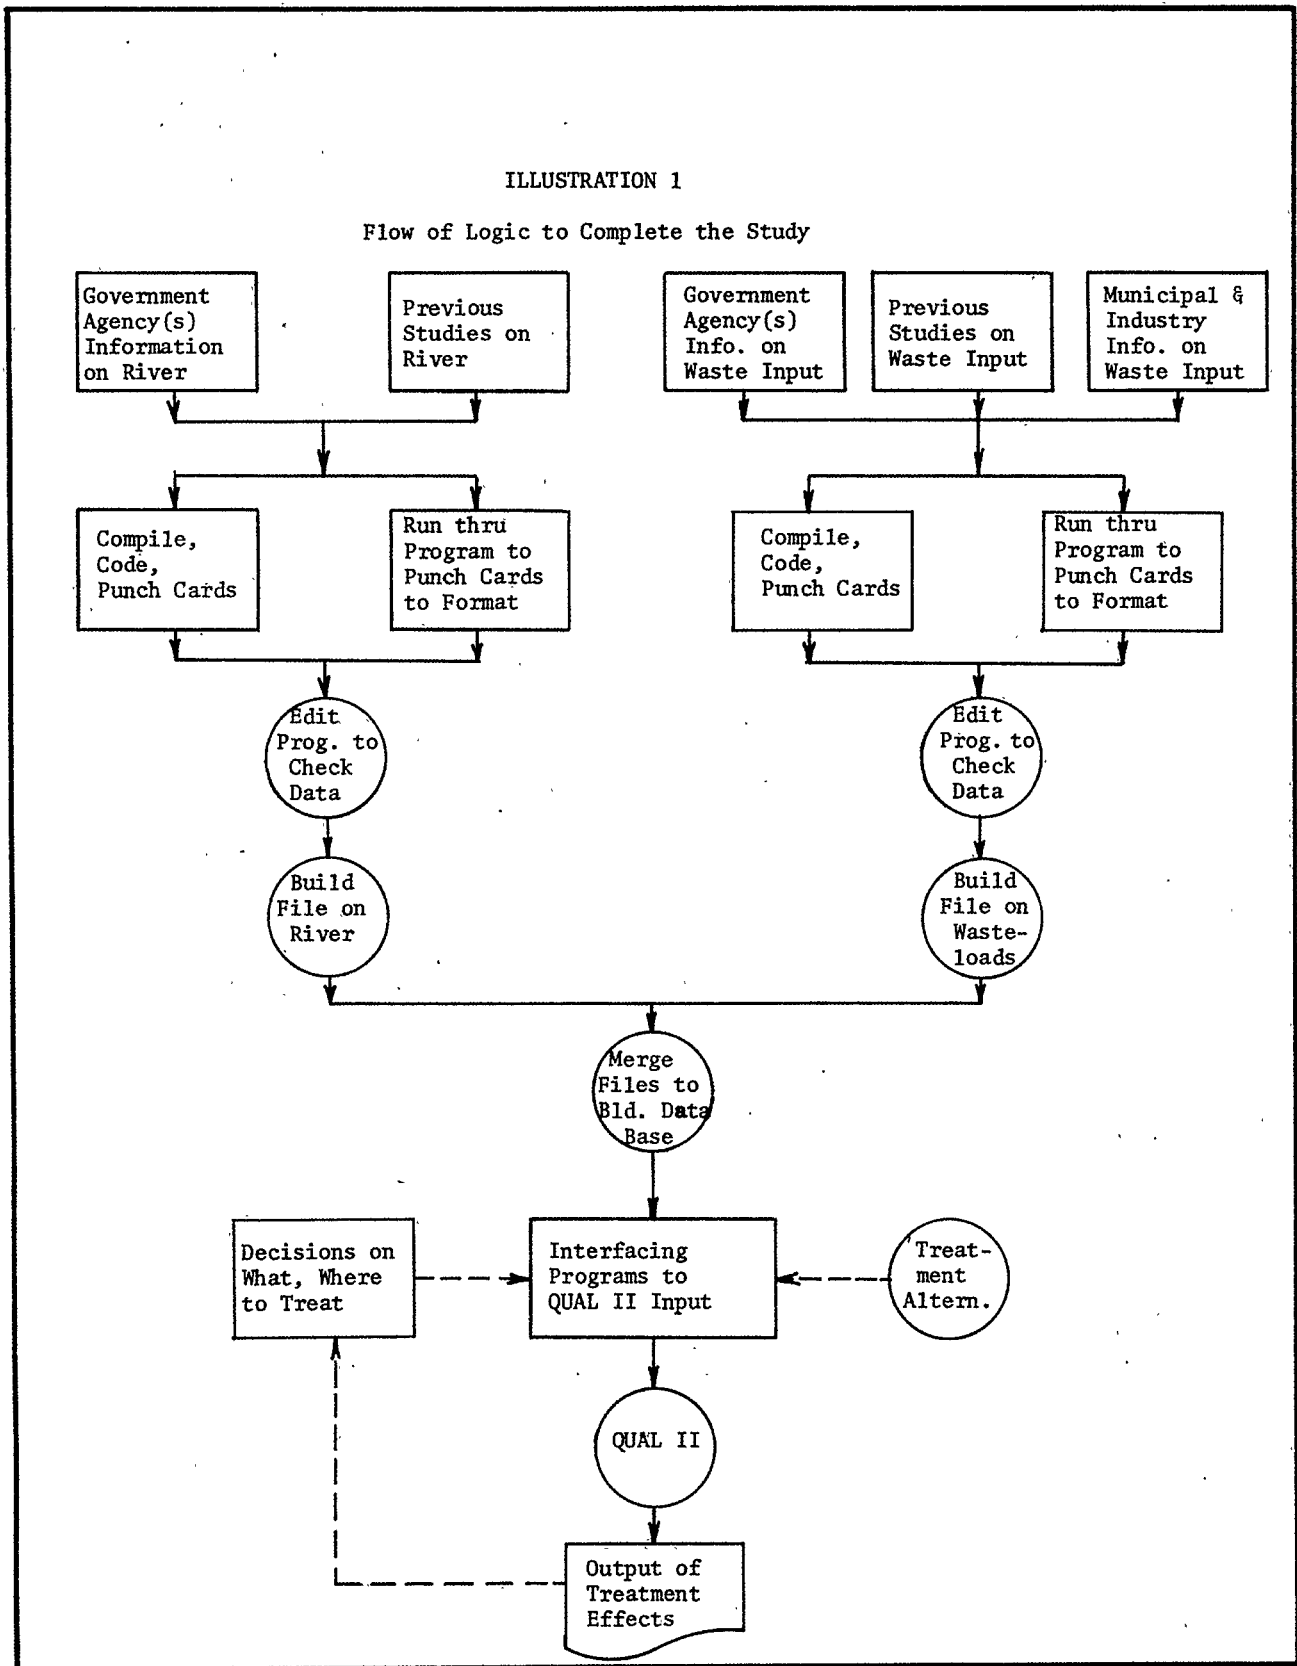 ILLUSTRATION 1
Flow of Logic to Complete the Study
Government
Agency(s)
Information
on River
Previous
Studies on
River
Government
Agency(s)
Info. on
Waste Input
Previous
Studies on
Waste Input
Municipal &
Industry
Info. on
Waste Input
Compile,
Code,
Punch Cards
Run thru
Program to
Punch Cards
to Format
Compile,
Code,
Punch Cards
Run thru
Program to
Punch Cards
to Format
Edit
Prog. to
Check
Data
Edit
Prog. to
Check
Data
Build
File on
River
Build
File on
Waste-
loads
Merge
Files to
Bld. Data
Base
Decisions on
What, Where
to Treat
Interfacing
Programs to
QUAL II Input
Treat-
ment
Altern.
QUAL II
Output of
Treatment
Effects